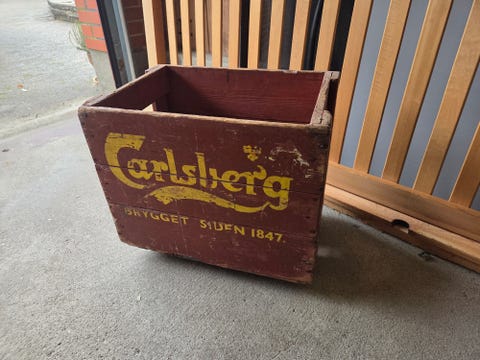 Carlsberg
BRYGGET SIDEN 1847.